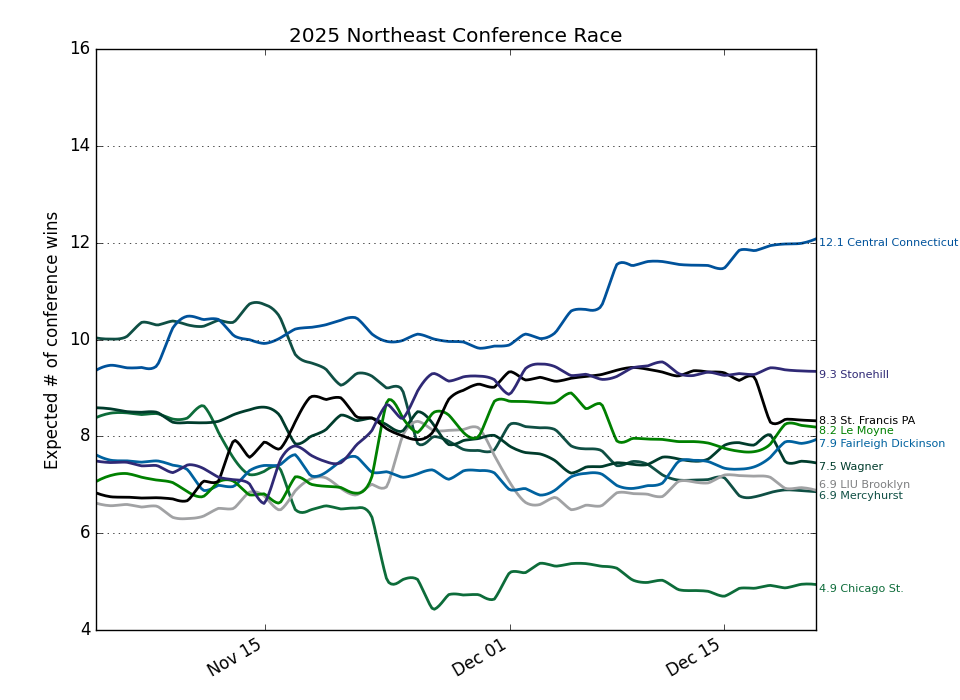 2025 Northeast Conference Race
Expected # of conference wins
16
14
12
10
8
6
4
12.1 Central Connecticut
9.3 Stonehill
8.3 St. Francis PA
8.2 Le Moyne
7.9 Fairleigh Dickinson
7.5 Wagner
6.9 LIU Brooklyn
6.9 Mercyhurst
4.9 Chicago St.
Nov 15
Dec 01
Dec 15